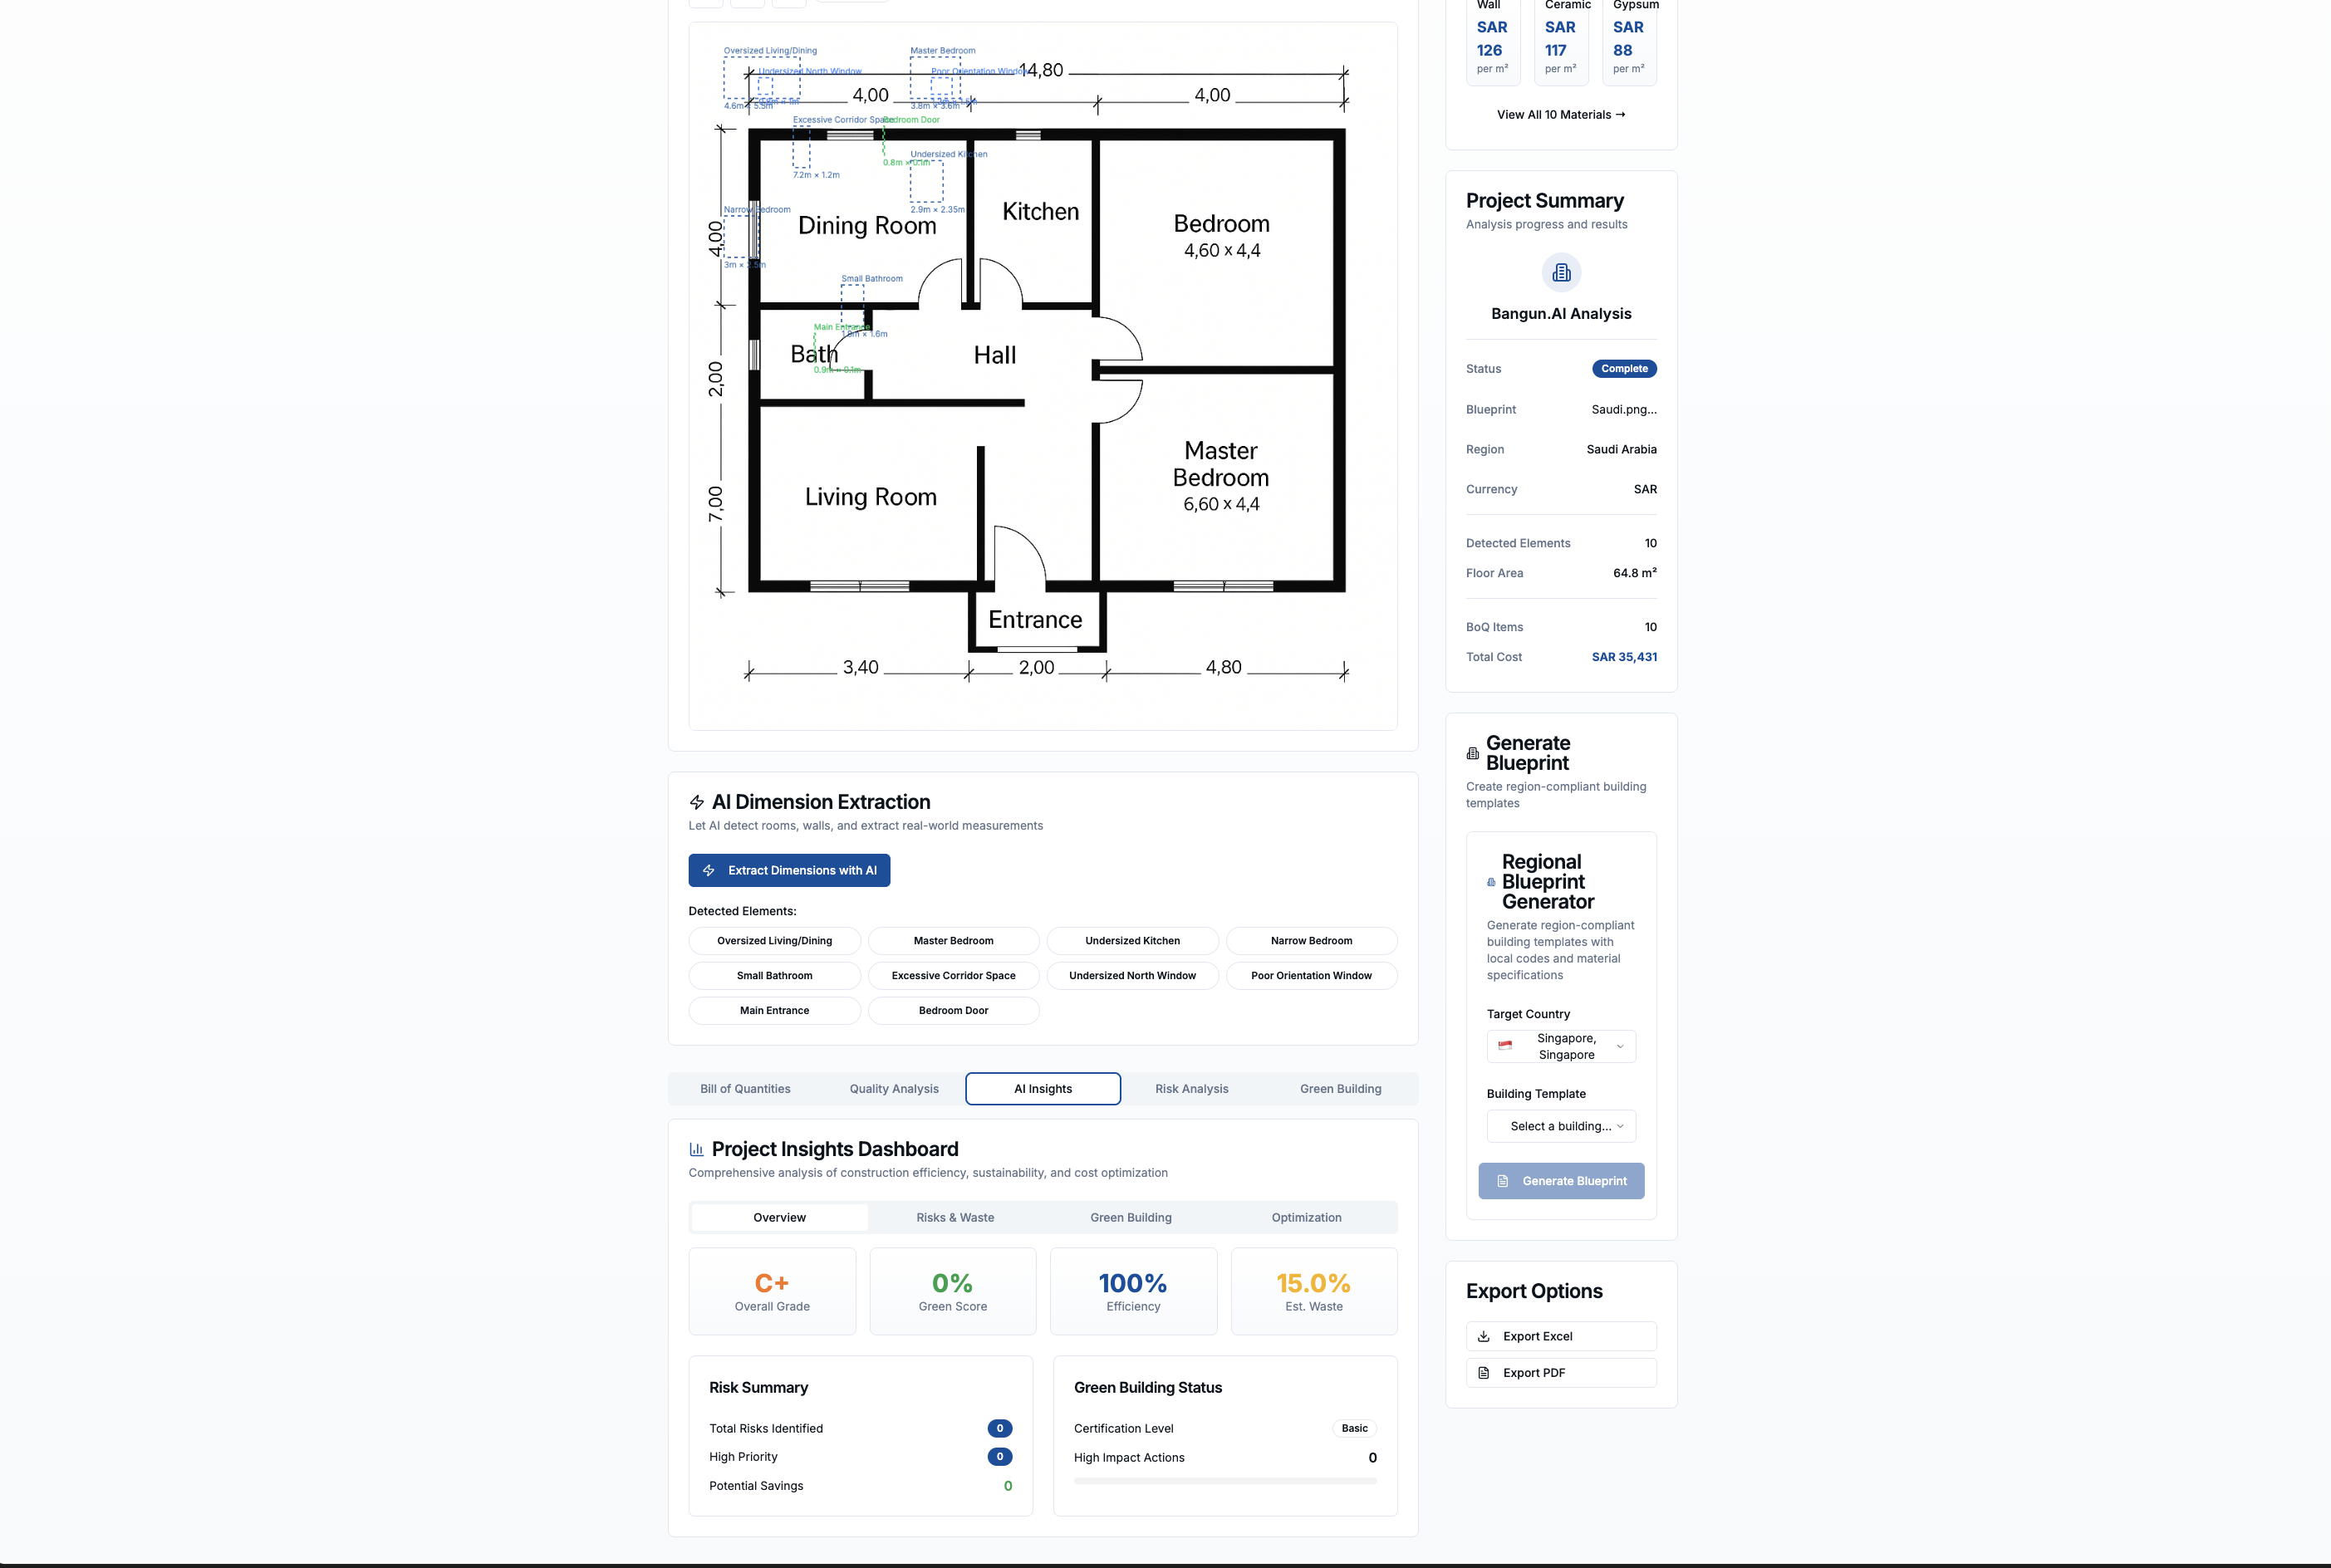 Oversized Living/Dining
Master Bedroom
Undersized North Window
Poor Orientation Window
14,80
4.6m × 5.5m
3.8m × 3.6m
4,00
4,00
Excessive Corridor Space
Bedroom Door
0.8m × 0.1m
Undersized Kitchen
7.2m × 1.2m
Narrow Bedroom
2.9m × 2.35m
Dining Room
Kitchen
Bedroom
4,60 x 4,4
4,00
Small Bathroom
Main Entrance
Bath
0.9m × 0.1m
Hall
2,00
Master
Bedroom
6,60 x 4,4
Living Room
7,00
Entrance
3,40
2,00
4,80
AI Dimension Extraction
Let AI detect rooms, walls, and extract real-world measurements
Extract Dimensions with AI
Detected Elements:
Oversized Living/Dining
Master Bedroom
Undersized Kitchen
Narrow Bedroom
Small Bathroom
Excessive Corridor Space
Undersized North Window
Poor Orientation Window
Main Entrance
Bedroom Door
Bill of Quantities
Quality Analysis
AI Insights
Risk Analysis
Green Building
Project Insights Dashboard
Comprehensive analysis of construction efficiency, sustainability, and cost optimization
Overview
Risks & Waste
Green Building
Optimization
C+
Overall Grade
0%
Green Score
100%
Efficiency
15.0%
Est. Waste
Risk Summary
Total Risks Identified
0
High Priority
0
Potential Savings
0
Green Building Status
Certification Level
Basic
High Impact Actions
0
Wall
SAR
126
per m²
Ceramic
SAR
117
per m²
Gypsum
SAR
88
per m²
View All 10 Materials →
Project Summary
Analysis progress and results
Bangun.AI Analysis
Status
Complete
Blueprint
Saudi.png...
Region
Saudi Arabia
Currency
SAR
Detected Elements
10
Floor Area
64.8 m²
BoQ Items
10
Total Cost
SAR 35,431
Generate
Blueprint
Create region-compliant building
templates
Regional
Blueprint
Generator
Generate region-compliant
building templates with
local codes and material
specifications
Target Country
Singapore,
Singapore
Building Template
Select a building...
Generate Blueprint
Export Options
Export Excel
Export PDF